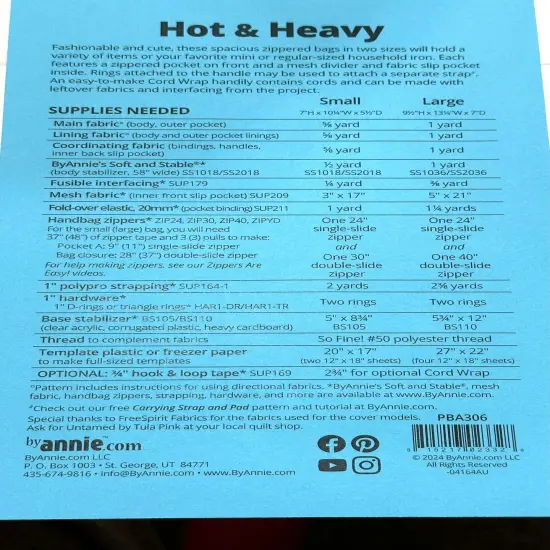 Hot & Heavy
Fashionable and cute, these spacious zippered bags in two sizes will hold a
variety of items or your favorite mini or regular-sized household iron. Each
features a zippered pocket on front and a mesh divider and fabric slip pocket
inside. Rings attached to the handle may be used to attach a separate strap#.
An easy-to-make Cord Wrap handily contains cords and can be made with
leftover fabrics and interfacing from the project.
Small Large
SUPPLIES NEEDED 7"H x 10¼"W x 5½"D 9½"H x 13¼"W x 7"D
Main fabric* (body, outer pocket) ⅝ yard 1 yard
Lining fabric* (body and outer pocket linings) ⅝ yard 1 yard
Coordinating fabric (bindings, handles,
inner back slip pocket) ⅝ yard 1 yard
ByAnnie's Soft and Stable®* ½ yard 1 yard
(body stabilizer, 58" wide) SS1018/SS2018 SS1018/SS2018 SS1036/SS2036
Fusible interfacing* SUP179 ¼ yard ⅜ yard
Mesh fabric* (inner front slip pocket) SUP209 3" x 17" 5" x 21"
Fold-over elastic, 20mm* (pocket binding) SUP211 1 yard 1¼ yards
Handbag zippers* ZIP24, ZIP30, ZIP40, ZIPYD One 24" One 24"
For the small (large) bag, you will need single-slide single-slide
37" (48") of zipper tape and 3 (3) pulls to make: zipper zipper
Pocket A: 9" (11") single-slide zipper and and
Bag closure: 28" (37") double-slide zipper One 30" One 40"
For help making zippers, see our Zippers Are double-slide double-slide
Easy! videos. zipper zipper
1" polypro strapping* SUP164-1 2 yards 2⅝ yards
1" hardware*
1" D-rings or triangle rings* HAR1-DR/HAR1-TR Two rings Two rings
Base stabilizer* BS105/BS110 5" x 8¾" 5¾" x 12"
(clear acrylic, corrugated plastic, heavy cardboard) BS105 BS110
Thread to complement fabrics So Fine! #50 polyester thread
Template plastic or freezer paper 20" x 17" 27" x 22"
to make full-sized templates (two 12" x 18" sheets) (four 12" x 18" sheets)
OPTIONAL: ¾" hook & loop tape* SUP169 2¾" for optional Cord Wrap
*Pattern includes instructions for using directional fabrics. *ByAnnie's Soft and Stable®, mesh
fabric, handbag zippers, strapping, hardware, and more are available at www.ByAnnie.com.
#Check out our free Carrying Strap and Pad pattern and tutorial at ByAnnie.com.
Special thanks to FreeSpirit Fabrics for the fabric used for the cover models. PBA306
Ask for Untamed by Tula Pink at your local quilt shop.
by annie.com™
ByAnnie.com LLC
P. O. Box 1003 • St. George, UT 84771
435-674-9816 • info@ByAnnie.com • www.ByAnnie.com
15217 02332
© 2024 ByAnnie.com LLC
All Rights Reserved
-04164AU